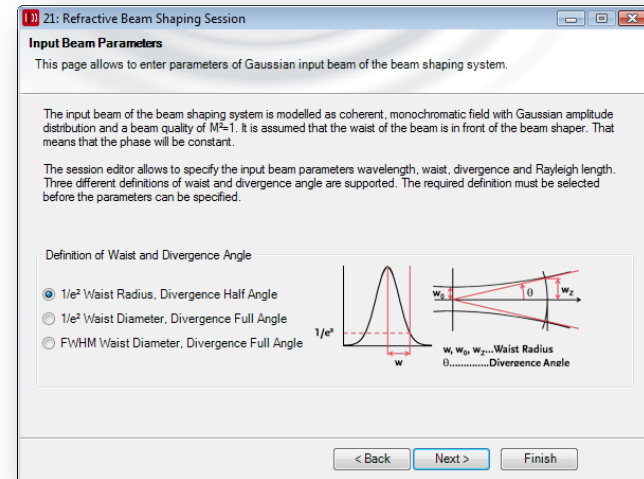 21: Refractive Beam Shaping Session
Input Beam Parameters
This page allows to enter parameters of Gaussian input beam of the beam shaping system.
The input beam of the beam shaping system is modelled as coherent, monochromatic field with Gaussian amplitude
distribution and a beam quality of M²=1. It is assumed that the waist of the beam is in front of the beam shaper. That
means that the phase will be constant.
The session editor allows to specify the input beam parameters wavelength, waist, divergence and Rayleigh length.
Three different definitions of waist and divergence angle are supported. The required definition must be selected
before the parameters can be specified.
Definition of Waist and Divergence Angle
1/e² Waist Radius, Divergence Half Angle
1/e² Waist Diameter, Divergence Full Angle
FWHM Waist Diameter, Divergence Full Angle
1/e²
w
w₀
θ
w_z
w, w₀, w_z...Waist Radius
θ..............Divergence Angle
< Back
Next >
Finish